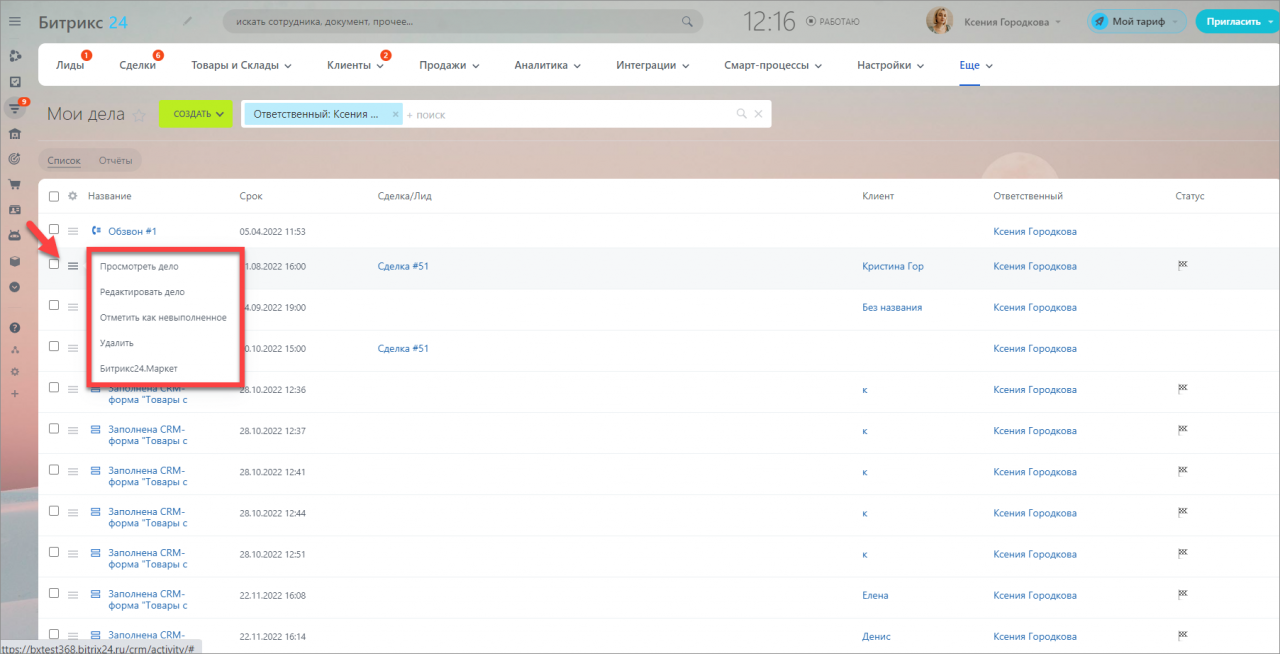 Битрикс 24
искать сотрудника, документ, прочее...
12:16
РАБОТАЮ
Ксения Городкова
Мой тариф
Пригласить
1
6
2
Лиды
Сделки
Товары и Склады
Клиенты
Продажи
Аналитика
Интеграции
Смарт-процессы
Настройки
Еще
9
Мои дела
СОЗДАТЬ
Ответственный: Ксения ...
+ поиск
Список
Отчёты
Название
Срок
Сделка/Лид
Клиент
Ответственный
Статус
Обзвон #1
05.04.2022 11:53
Ксения Городкова
Просмотреть дело
1.08.2022 16:00
Сделка #51
Кристина Гор
Ксения Городкова
Редактировать дело
4.09.2022 19:00
Без названия
Ксения Городкова
Отметить как невыполненное
Удалить
0.10.2022 15:00
Сделка #51
Ксения Городкова
Битрикс24.Маркет
Заполнена CRM-
форма "Товары с
28.10.2022 12:36
к
Ксения Городкова
Заполнена CRM-
форма "Товары с
28.10.2022 12:37
к
Ксения Городкова
Заполнена CRM-
форма "Товары с
28.10.2022 12:41
к
Ксения Городкова
Заполнена CRM-
форма "Товары с
28.10.2022 12:44
к
Ксения Городкова
Заполнена CRM-
форма "Товары с
28.10.2022 12:51
к
Ксения Городкова
Заполнена CRM-
форма "Товары с
22.11.2022 16:08
Елена
Ксения Городкова
Заполнена CRM-
22.11.2022 16:14
Денис
Ксения Городкова
ttps://bxtest368.bitrix24.ru/crm/activity/#